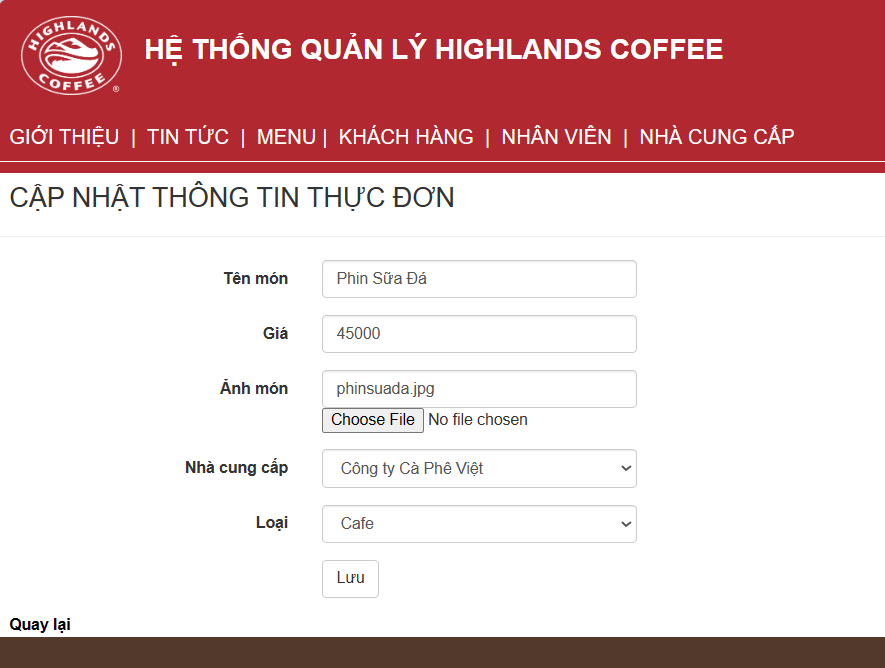 HIGHLANDS
COFFEE®
HỆ THỐNG QUẢN LÝ HIGHLANDS COFFEE
GIỚI THIỆU | TIN TỨC | MENU | KHÁCH HÀNG | NHÂN VIÊN | NHÀ CUNG CẤP
CẬP NHẬT THÔNG TIN THỰC ĐƠN
Tên món Phin Sữa Đá
Giá 45000
Ảnh món phinsuada.jpg
Choose File No file chosen
Nhà cung cấp Công ty Cà Phê Việt
Loại Cafe
Lưu
Quay lại